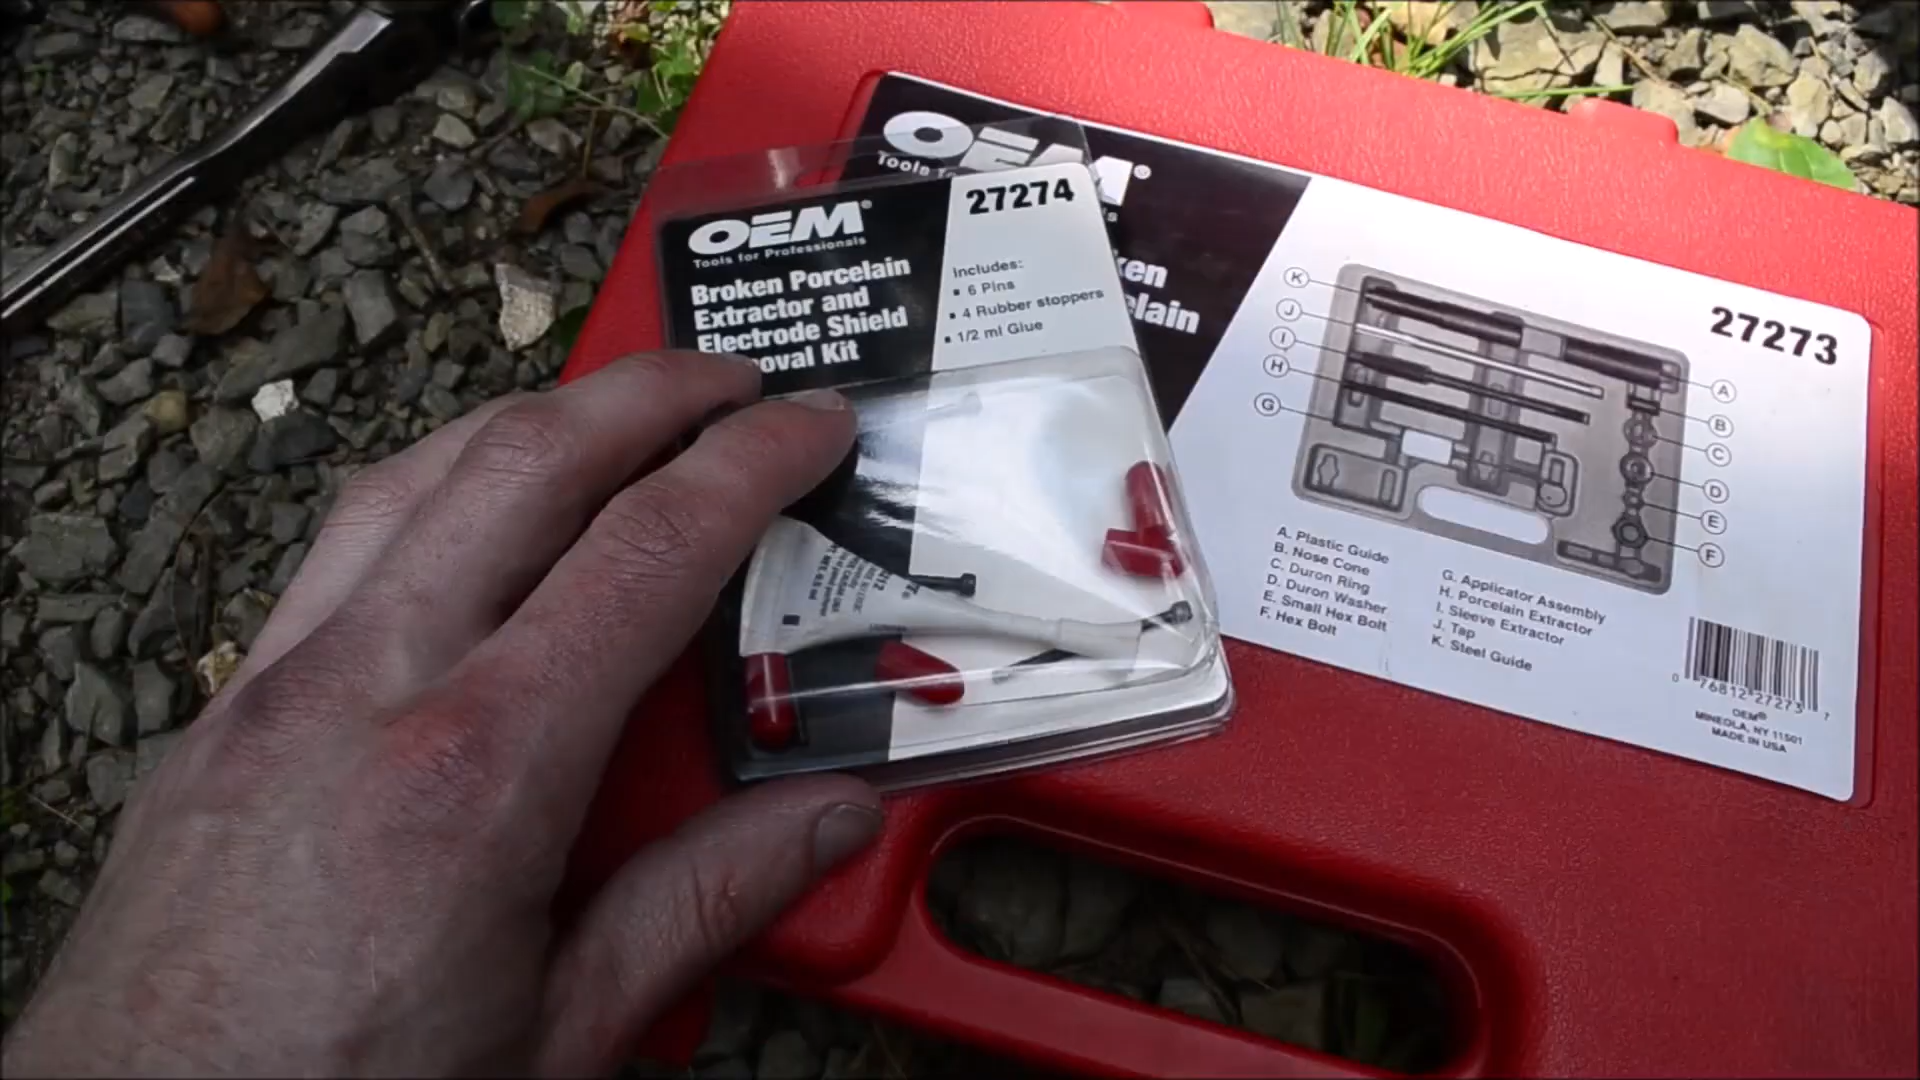 OEM®
Tools for Professionals
Broken Porcelain
Extractor and
Electrode Shield
oval Kit
27274
Includes:
▪ 6 Pins
▪ 4 Rubber stoppers
▪ 1/2 ml Glue
OEM®
Tools
ken
elain
27273
K
J
I
H
G
A
B
C
D
E
F
A. Plastic Guide
B. Nose Cone
C. Duron Ring
D. Duron Washer
E. Small Hex Bolt
F. Hex Bolt
G. Applicator Assembly
H. Porcelain Extractor
I. Sleeve Extractor
J. Tap
K. Steel Guide
0 76812-27273 7
OEM®
MINEOLA, NY 11501
MADE IN USA